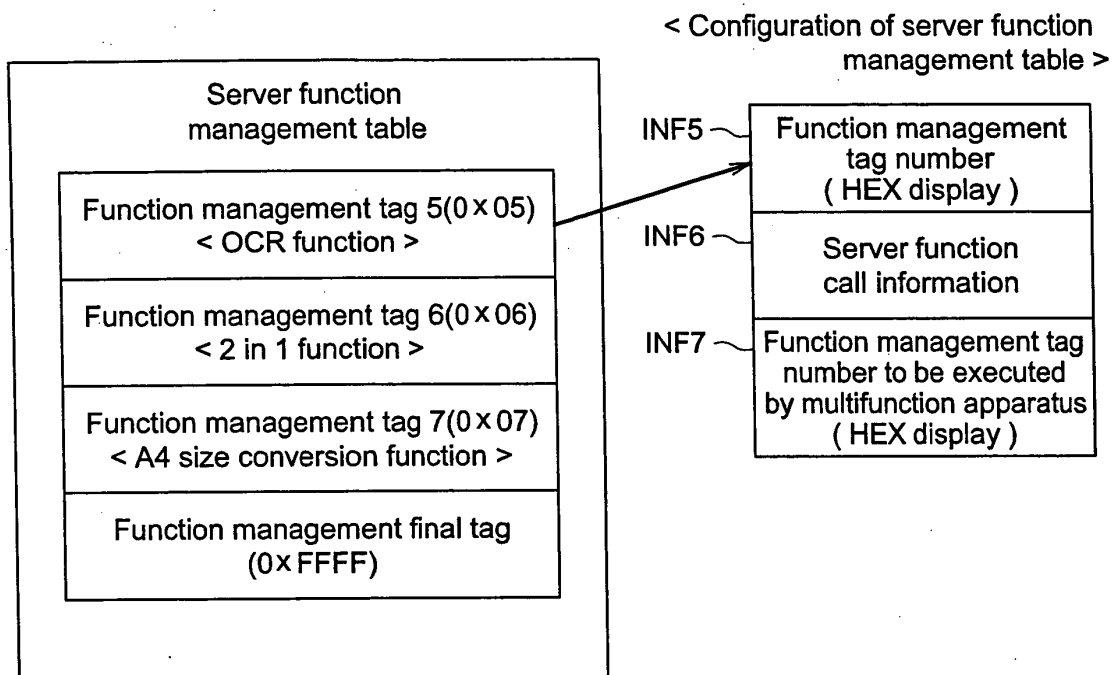 < Configuration of server function
management table >
Server function
management table
Function management tag 5(0×05)
< OCR function >
Function management tag 6(0×06)
< 2 in 1 function >
Function management tag 7(0×07)
< A4 size conversion function >
Function management final tag
(0×FFFF)
INF5
Function management
tag number
( HEX display )
INF6
Server function
call information
INF7
Function management tag
number to be executed
by multifunction apparatus
( HEX display )